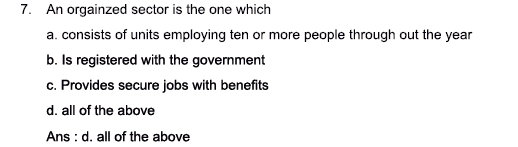 7. An orgainzed sector is the one which
a. consists of units employing ten or more people through out the year
b. Is registered with the government
c. Provides secure jobs with benefits
d. all of the above
Ans : d. all of the above